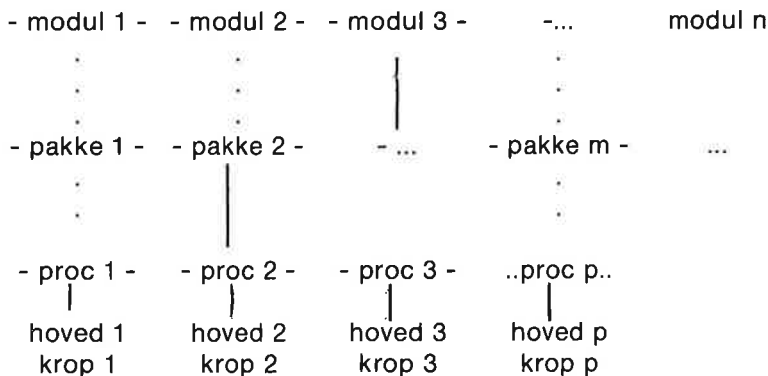 - modul 1 - - modul 2 - - modul 3 - -... modul n
- pakke 1 - - pakke 2 - - ... - pakke m - ...
- proc 1 - - proc 2 - - proc 3 - ..proc p..
hoved 1 hoved 2 hoved 3 hoved p
krop 1 krop 2 krop 3 krop p